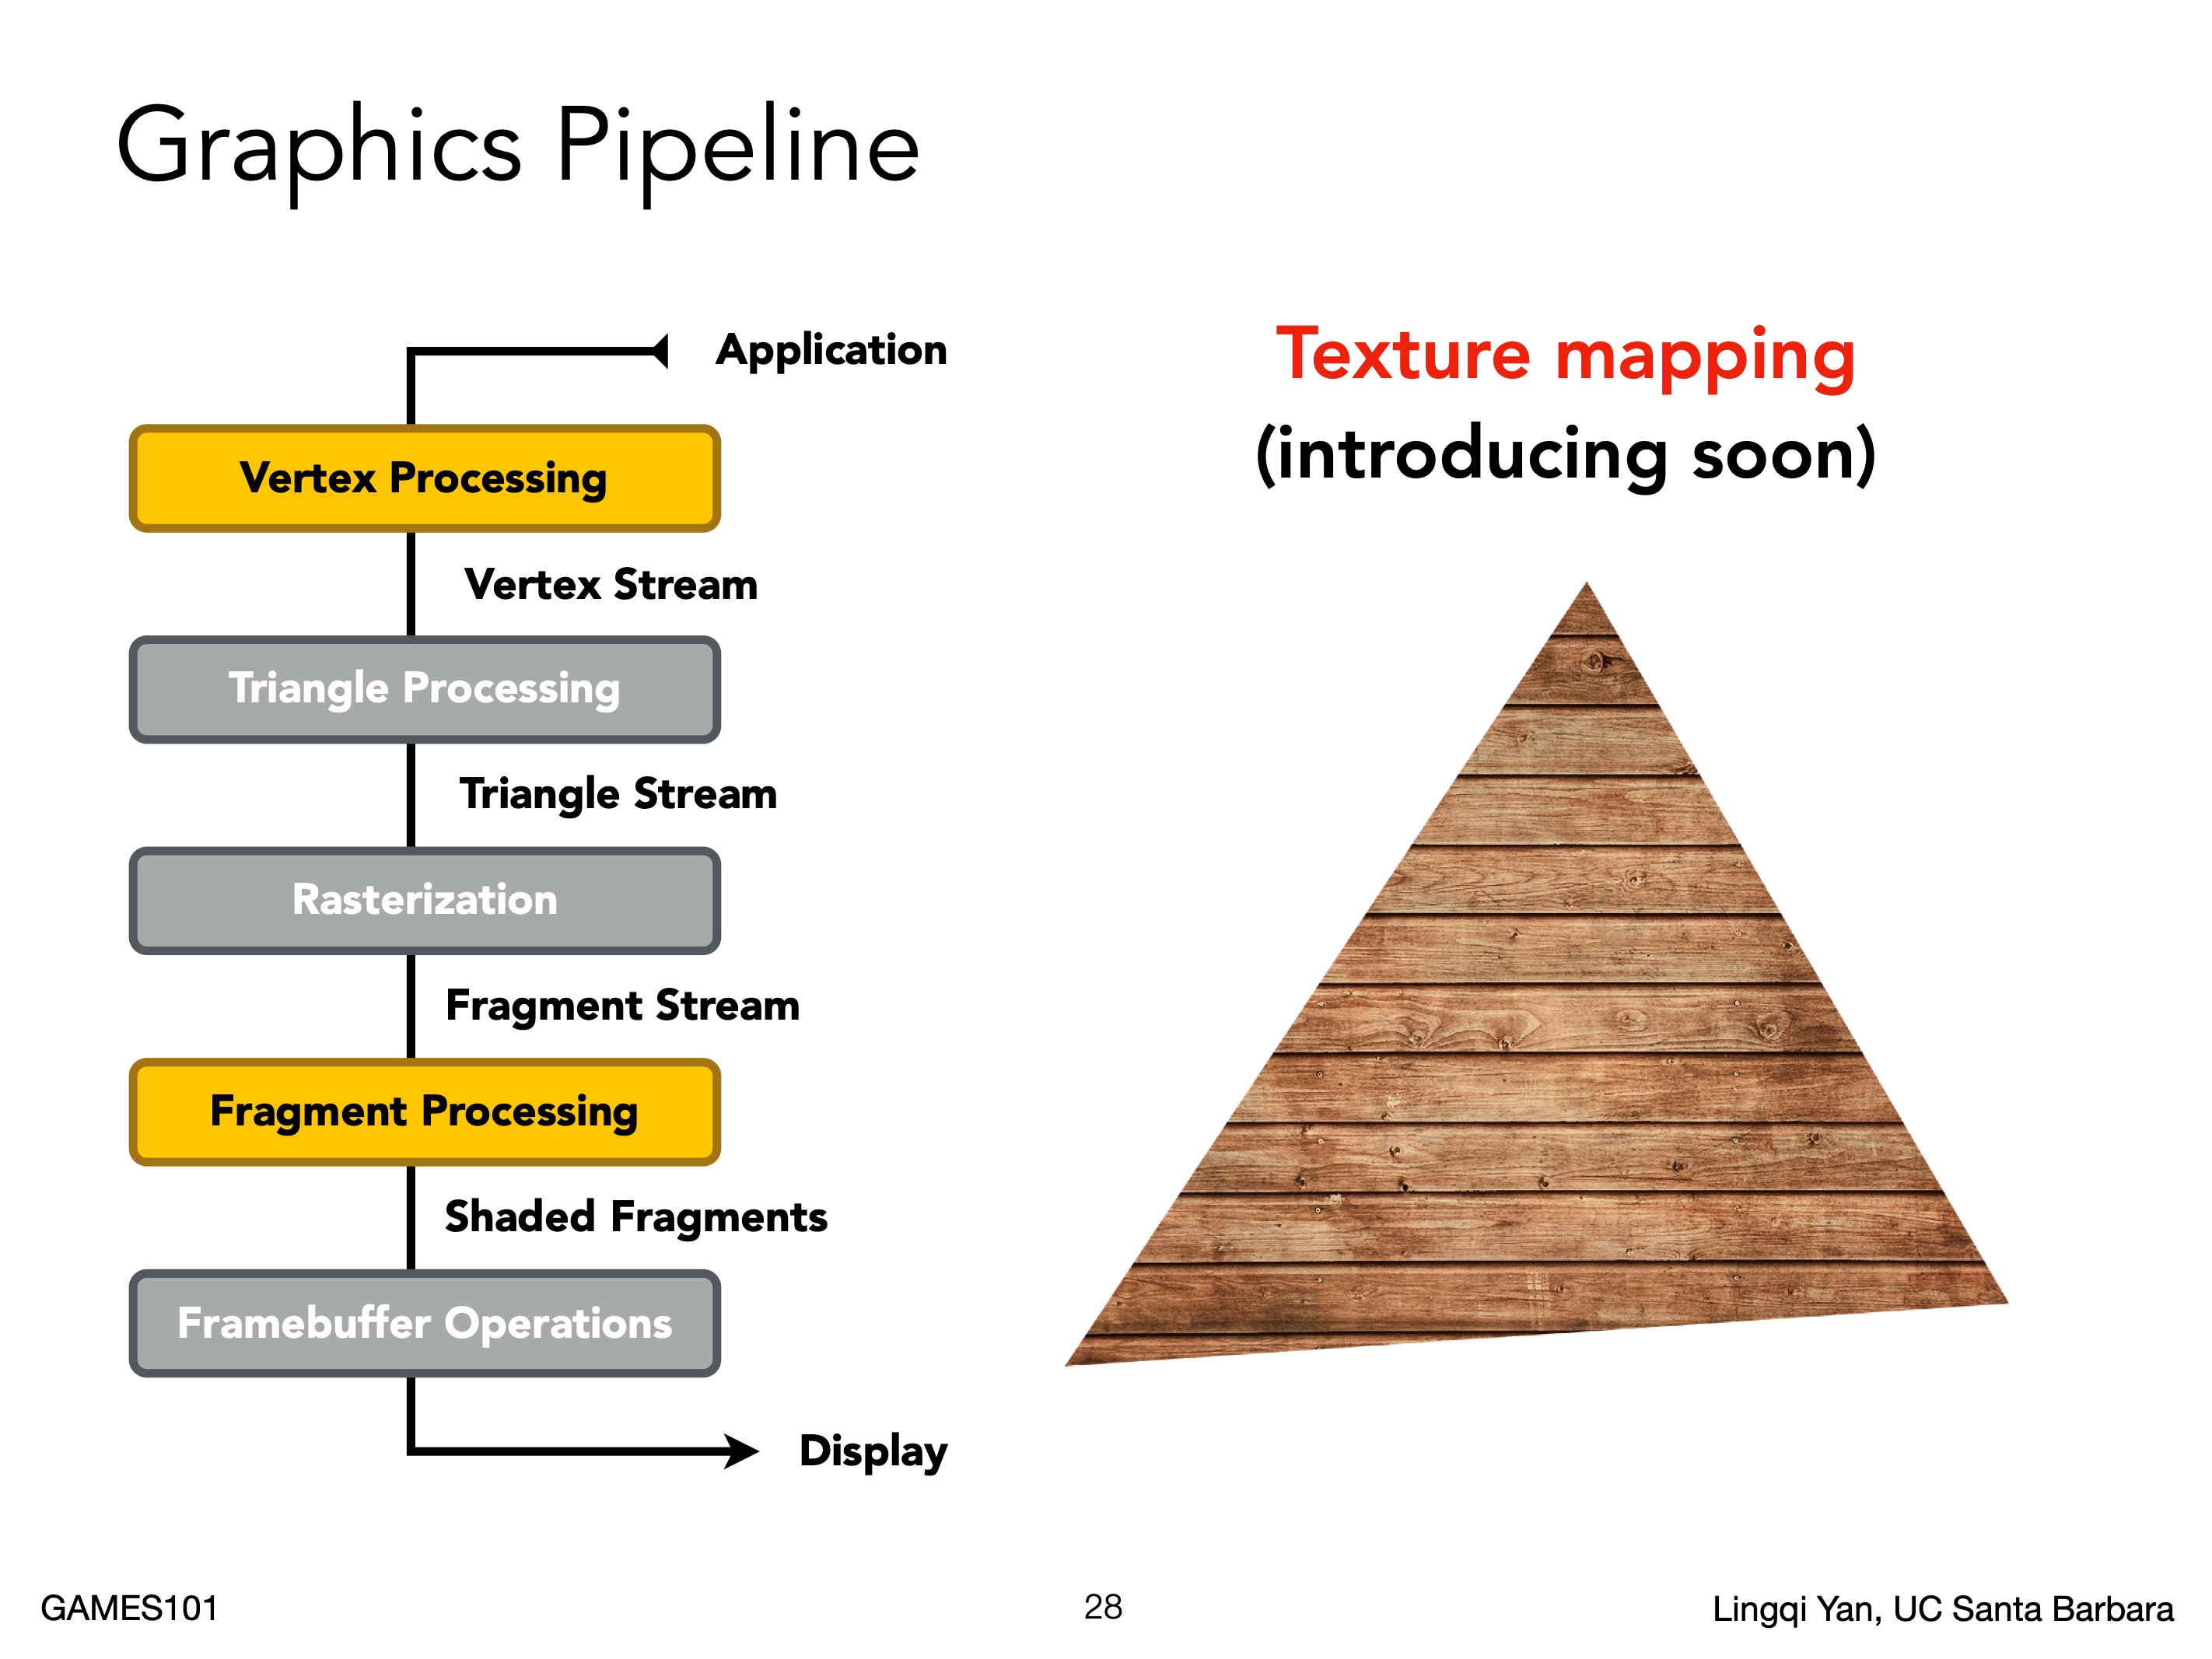 Graphics Pipeline
Application
Vertex Processing
Vertex Stream
Triangle Processing
Triangle Stream
Rasterization
Fragment Stream
Fragment Processing
Shaded Fragments
Framebuffer Operations
Display
Texture mapping
(introducing soon)
GAMES101
28
Lingqi Yan, UC Santa Barbara